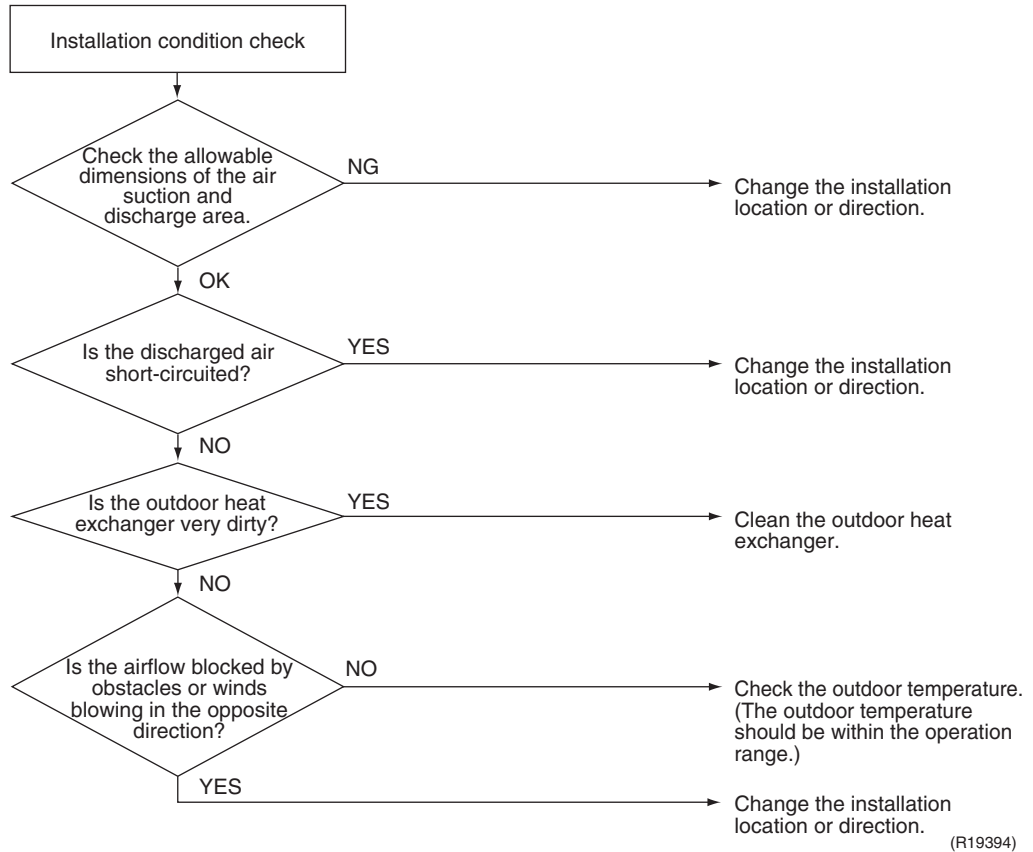 Installation condition check
Check the allowable
dimensions of the air
suction and
discharge area.
NG
Change the installation
location or direction.
OK
Is the discharged air
short-circuited?
YES
Change the installation
location or direction.
NO
Is the outdoor heat
exchanger very dirty?
YES
Clean the outdoor heat
exchanger.
NO
Is the airflow blocked by
obstacles or winds
blowing in the opposite
direction?
NO
Check the outdoor temperature.
(The outdoor temperature
should be within the operation
range.)
YES
Change the installation
location or direction.
(R19394)